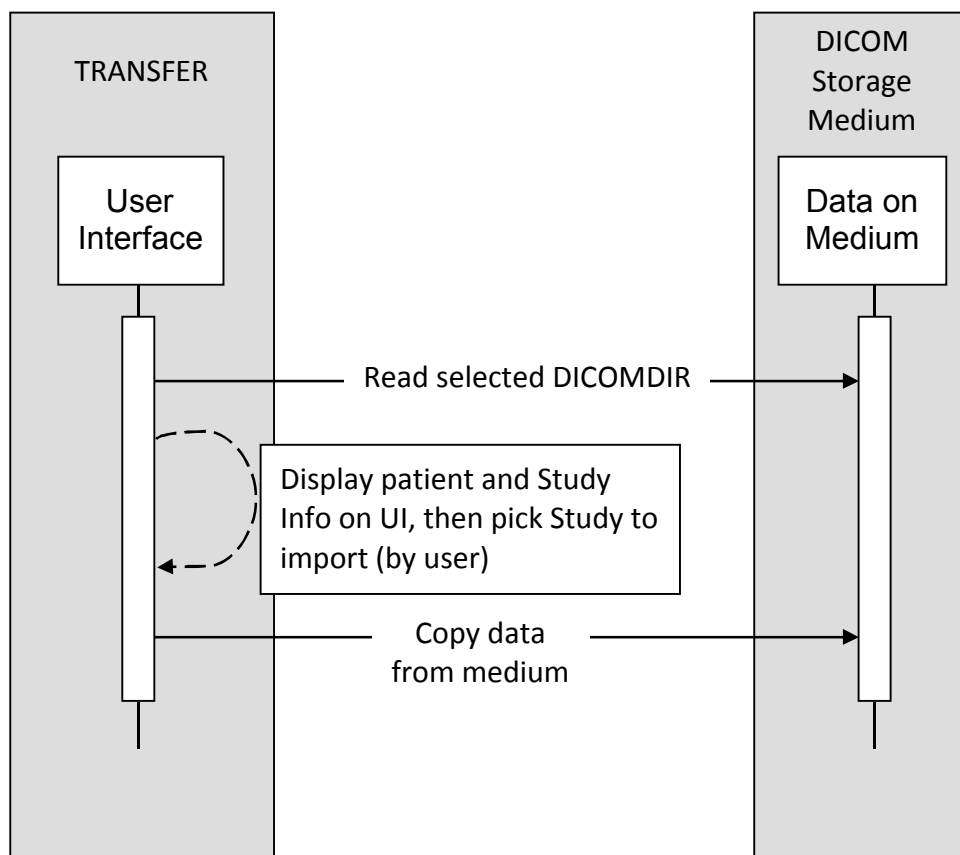 TRANSFER
DICOM
Storage
Medium
User
Interface
Data on
Medium
Read selected DICOMDIR
Display patient and Study
Info on UI, then pick Study to
import (by user)
Copy data
from medium